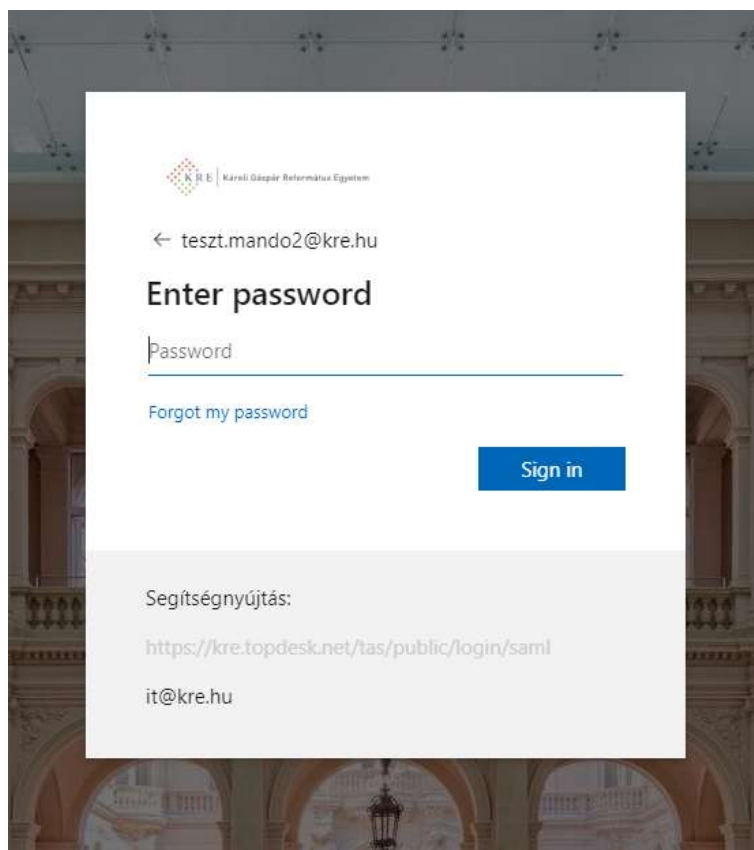 KRE Károli Gáspár Református Egyetem
teszt.mando2@kre.hu
Enter password
Password
Forgot my password
Sign in
Segítségnyújtás:
https://kre.topdesk.net/tas/public/login/saml
it@kre.hu